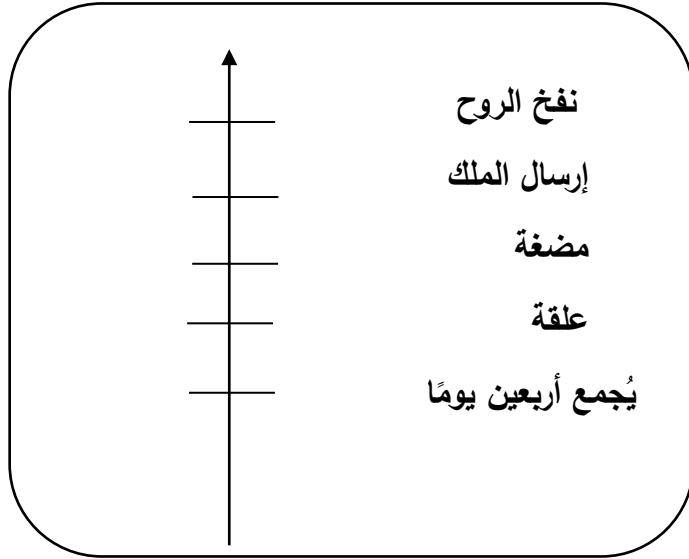 نفخ الروح
إرسال الملك
مضغة
علقة
يُجمع أربعين يومًا